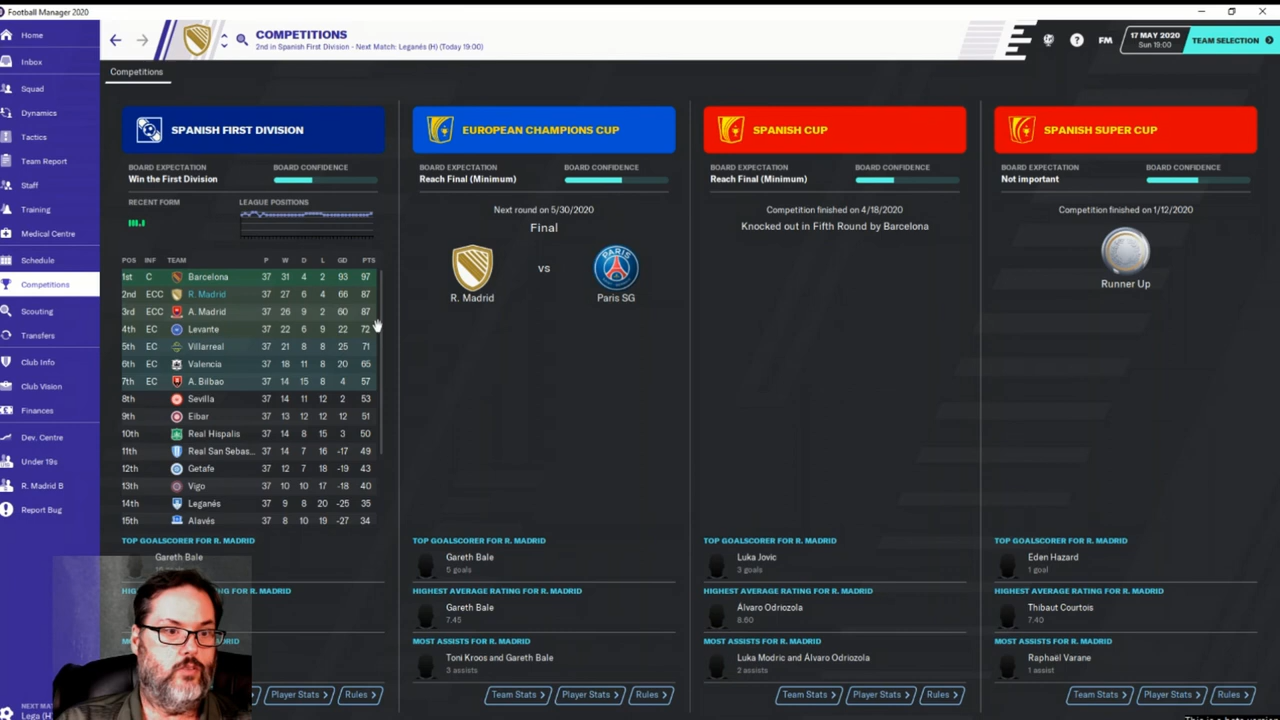 Football Manager 2020
Home
Inbox
Squad
Dynamics
Tactics
Team Report
Staff
Training
Medical Centre
Schedule
Competitions
Scouting
Transfers
Club Info
Club Vision
Finances
Dev. Centre
Under 19s
R. Madrid B
Report Bug
COMPETITIONS
2nd in Spanish First Division - Next Match: Leganés (H) (Today 19:00)
FM
17 MAY 2020
Sun 19:00
TEAM SELECTION
Competitions
SPANISH FIRST DIVISION
BOARD EXPECTATION BOARD CONFIDENCE
Win the First Division
RECENT FORM LEAGUE POSITIONS
POS INF TEAM P W D L GD PTS
1st C Barcelona 37 31 4 2 93 97
2nd ECC R. Madrid 37 27 6 4 66 87
3rd ECC A. Madrid 37 26 9 2 60 87
4th EC Levante 37 22 6 9 22 72
5th EC Villarreal 37 21 8 8 25 71
6th EC Valencia 37 18 11 8 20 65
7th EC A. Bilbao 37 14 15 8 4 57
8th Sevilla 37 14 11 12 2 53
9th Eibar 37 13 12 12 12 51
10th Real Hispalis 37 14 8 15 3 50
11th Real San Sebas... 37 14 7 16 -17 49
12th Getafe 37 12 7 18 -19 43
13th Vigo 37 10 10 17 -18 40
14th Leganés 37 9 8 20 -25 35
15th Alavés 37 8 10 19 -27 34
TOP GOALSCORER FOR R. MADRID
Gareth Bale
NG FOR R. MADRID
Player Stats > Rules >
EUROPEAN CHAMPIONS CUP
BOARD EXPECTATION BOARD CONFIDENCE
Reach Final (Minimum)
Next round on 5/30/2020
Final
vs
PARIS
R. Madrid Paris SG
TOP GOALSCORER FOR R. MADRID
Gareth Bale
5 goals
HIGHEST AVERAGE RATING FOR R. MADRID
Gareth Bale
7.45
MOST ASSISTS FOR R. MADRID
Toni Kroos and Gareth Bale
3 assists
Team Stats > Player Stats > Rules >
SPANISH CUP
BOARD EXPECTATION BOARD CONFIDENCE
Reach Final (Minimum)
Competition finished on 4/18/2020
Knocked out in Fifth Round by Barcelona
TOP GOALSCORER FOR R. MADRID
Luka Jovic
3 goals
HIGHEST AVERAGE RATING FOR R. MADRID
Álvaro Odriozola
8.60
MOST ASSISTS FOR R. MADRID
Luka Modric and Álvaro Odriozola
2 assists
Team Stats > Player Stats > Rules >
SPANISH SUPER CUP
BOARD EXPECTATION BOARD CONFIDENCE
Not important
Competition finished on 1/12/2020
Runner Up
TOP GOALSCORER FOR R. MADRID
Eden Hazard
1 goal
HIGHEST AVERAGE RATING FOR R. MADRID
Thibaut Courtois
7.40
MOST ASSISTS FOR R. MADRID
Raphaël Varane
1 assist
Team Stats > Player Stats > Rules >
NEXT MA
Lega (H